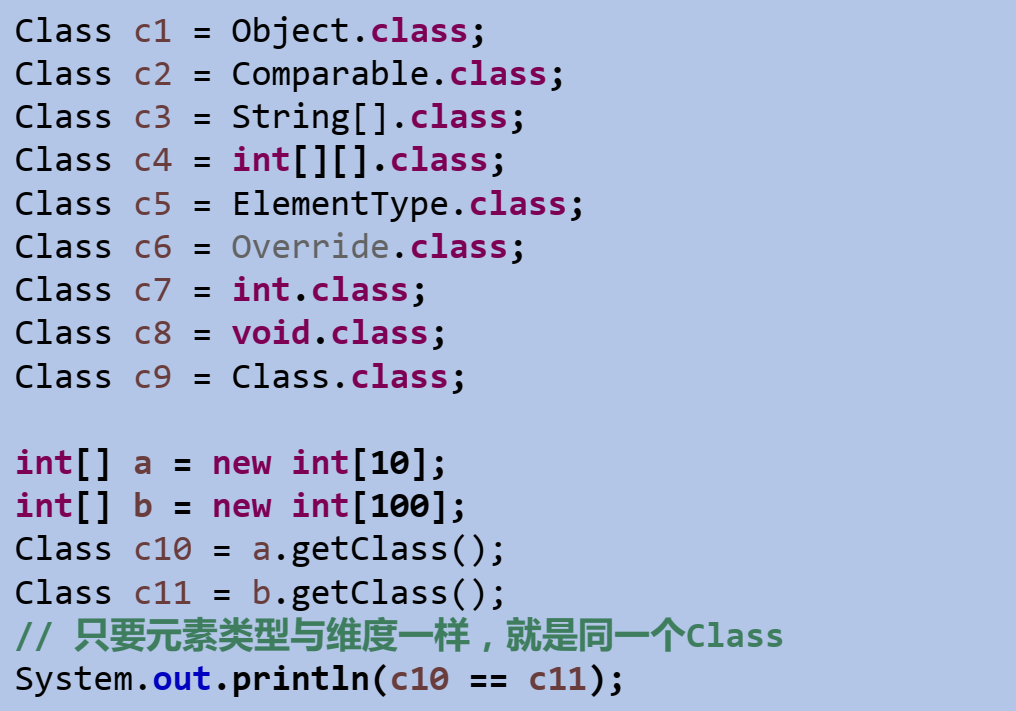 Class c1 = Object.class;
Class c2 = Comparable.class;
Class c3 = String[].class;
Class c4 = int[][].class;
Class c5 = ElementType.class;
Class c6 = Override.class;
Class c7 = int.class;
Class c8 = void.class;
Class c9 = Class.class;
int[] a = new int[10];
int[] b = new int[100];
Class c10 = a.getClass();
Class c11 = b.getClass();
// 只要元素类型与维度一样，就是同一个Class
System.out.println(c10 == c11);